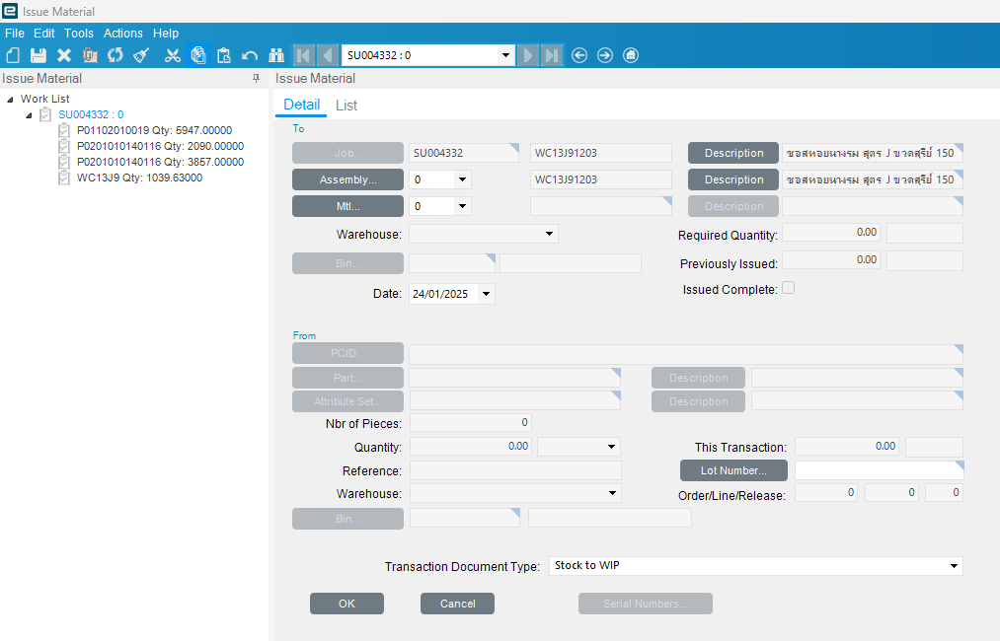 Issue Material
File Edit Tools Actions Help
SU004332 : 0
Issue Material
Work List
SU004332 : 0
P01102010019 Qty: 5947.00000
P0201010140116 Qty: 2090.00000
P0201010140116 Qty: 3857.00000
WC13J9 Qty: 1039.63000
Issue Material
Detail List
To
Job... SU004332 WC13J91203 Description ซอสหอยนางรม สูตร J ขวดสุรีย์ 150
Assembly... 0 WC13J91203 Description ซอสหอยนางรม สูตร J ขวดสุรีย์ 150
Mtl... 0 Description
Warehouse: Required Quantity: 0.00
Bin... Previously Issued: 0.00
Date: 24/01/2025 Issued Complete:
From
PCID...
Part... Description
Attribute Set... Description
Nbr of Pieces: 0
Quantity: 0.00 This Transaction: 0.00
Reference: Lot Number...
Warehouse: Order/Line/Release: 0 0 0
Bin...
Transaction Document Type: Stock to WIP
OK Cancel Serial Numbers...